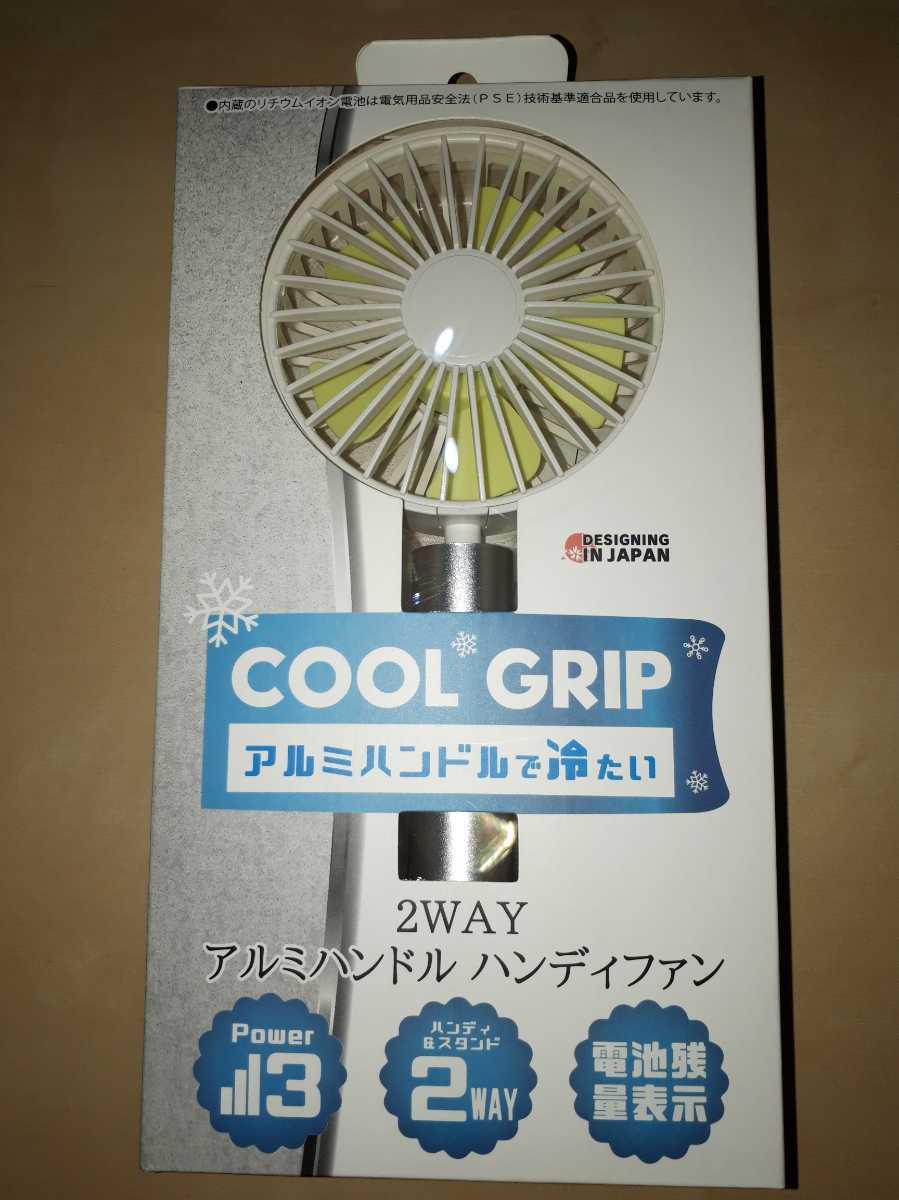 ●内蔵のリチウムイオン電池は電気用品安全法(PSE)技術基準適合品を使用しています。
DESIGNING
IN JAPAN
COOL GRIP
アルミハンドルで冷たい
2WAY
アルミハンドル ハンディファン
Power
3
ハンディ
&スタンド
2WAY
電池残
量表示